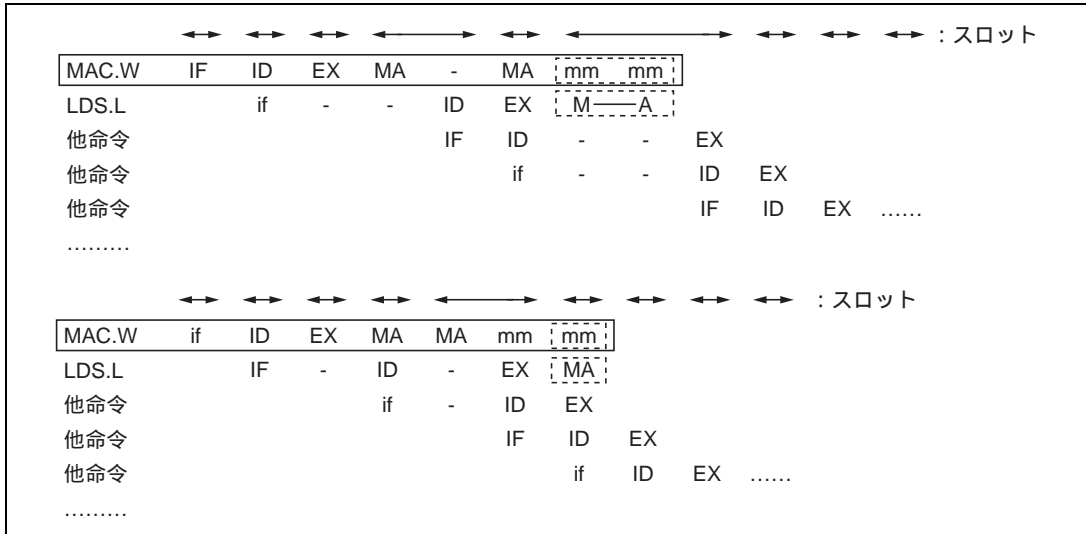 ：スロット
MAC.W IF ID EX MA - MA mm mm
LDS.L if - - ID EX M A
他命令 IF ID - - EX
他命令 if - - ID EX
他命令 IF ID EX ……
………
：スロット
MAC.W if ID EX MA MA mm mm
LDS.L IF - ID - EX MA
他命令 if - ID EX
他命令 IF ID EX
他命令 if ID EX ……
………